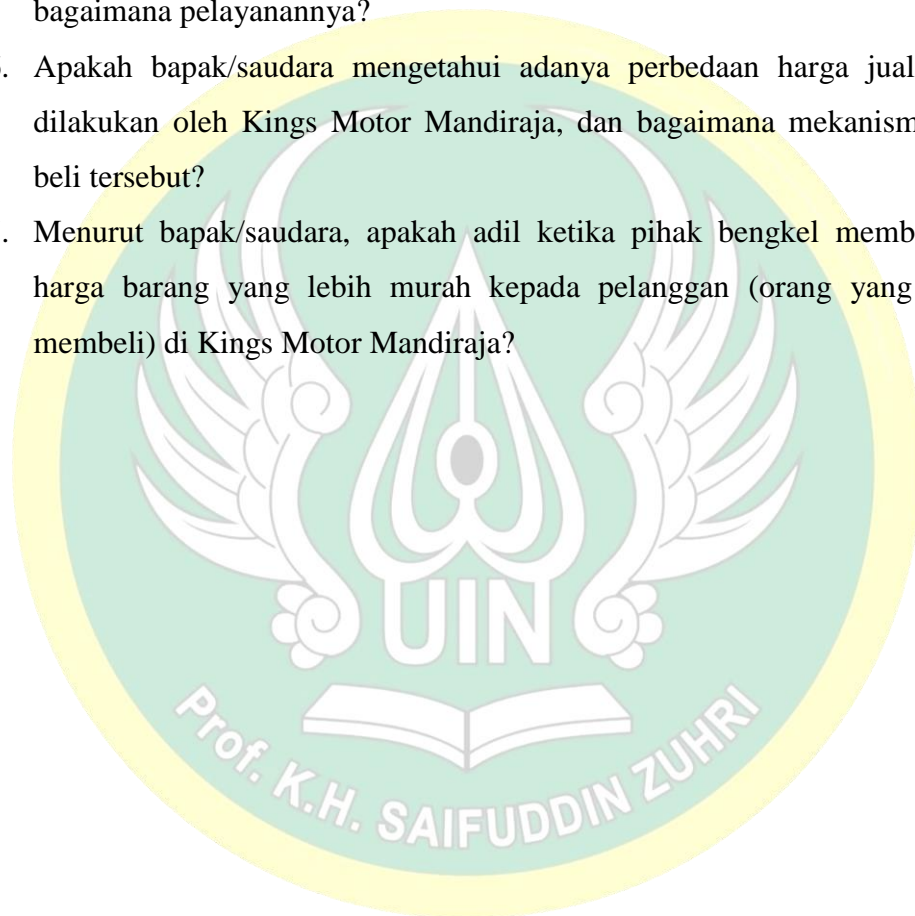 bagaimana pelayanannya?
. Apakah bapak/saudara mengetahui adanya perbedaan harga jual
dilakukan oleh Kings Motor Mandiraja, dan bagaimana mekanism
beli tersebut?
. Menurut bapak/saudara, apakah adil ketika pihak bengkel memb
harga barang yang lebih murah kepada pelanggan (orang yang
membeli) di Kings Motor Mandiraja?
UIN
Prof. K.H. SAIFUDDIN ZUHRI